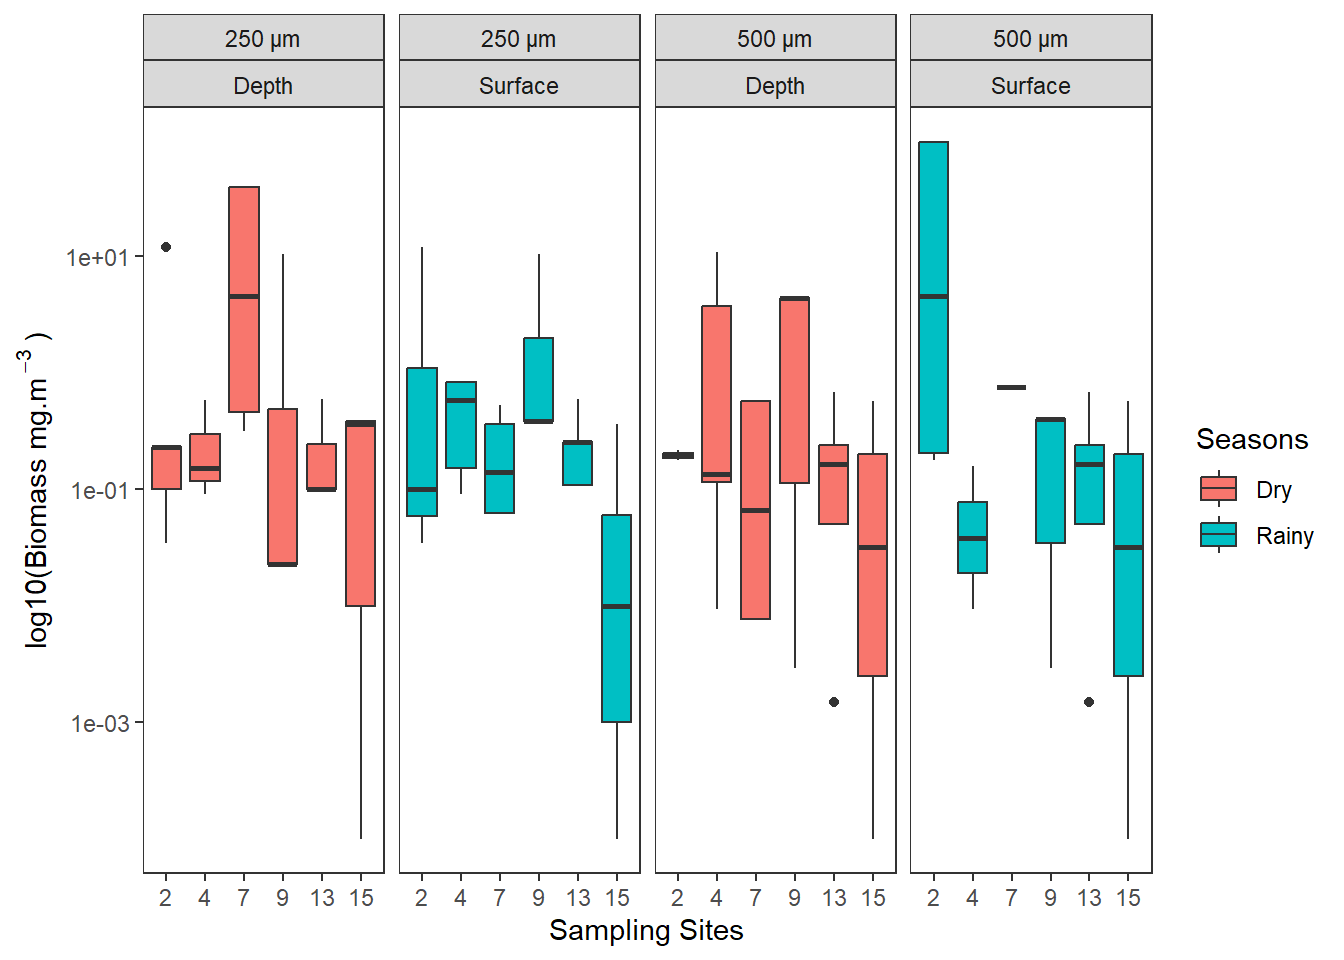 250 µm 250 µm 500 µm 500 µm
Depth Surface Depth Surface
1e+01
1e-01
1e-03
log10(Biomass mg.m⁻³ )
2 4 7 9 13 15 2 4 7 9 13 15 2 4 7 9 13 15 2 4 7 9 13 15
Sampling Sites
Seasons
Dry
Rainy